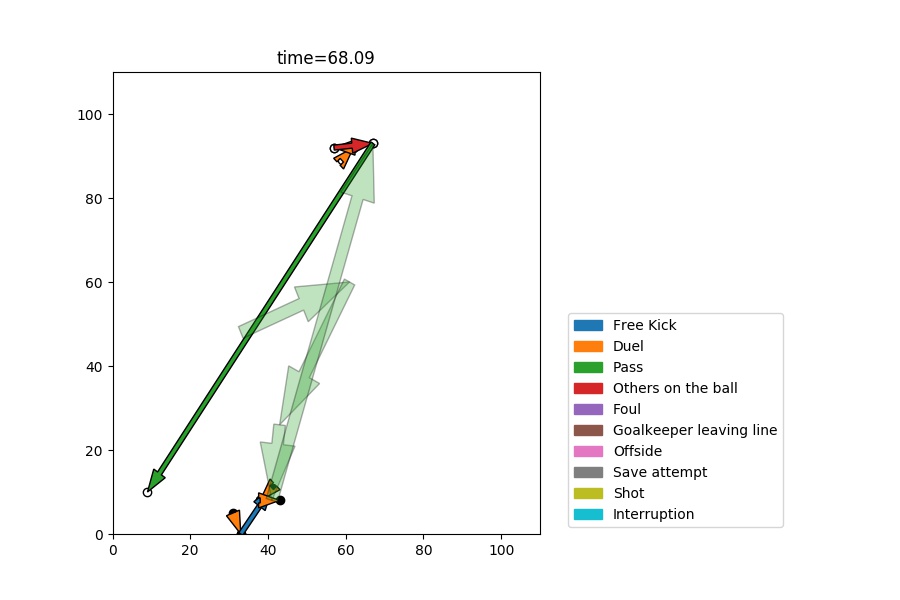 time=68.09
100
80
60
40
20
0
0 20 40 60 80 100
Free Kick
Duel
Pass
Others on the ball
Foul
Goalkeeper leaving line
Offside
Save attempt
Shot
Interruption